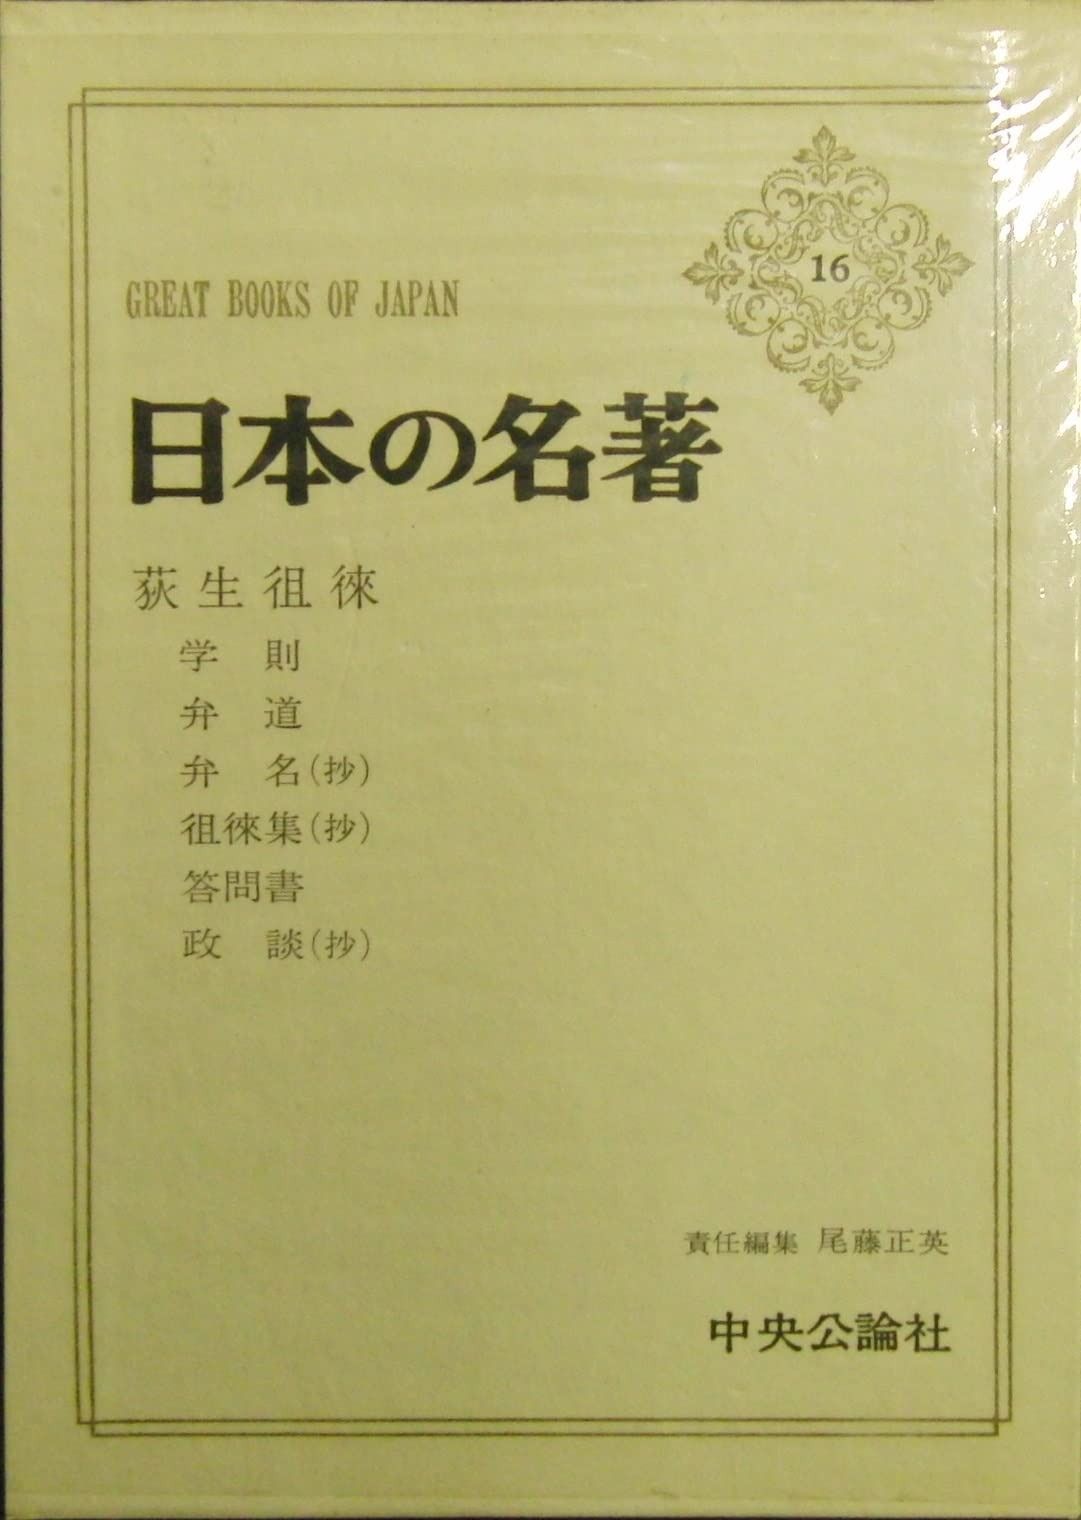 16
GREAT BOOKS OF JAPAN
日本の名著
荻生徂徠
学 則
弁 道
弁 名(抄)
徂徠集(抄)
答問書
政 談(抄)
責任編集 尾藤正英
中央公論社